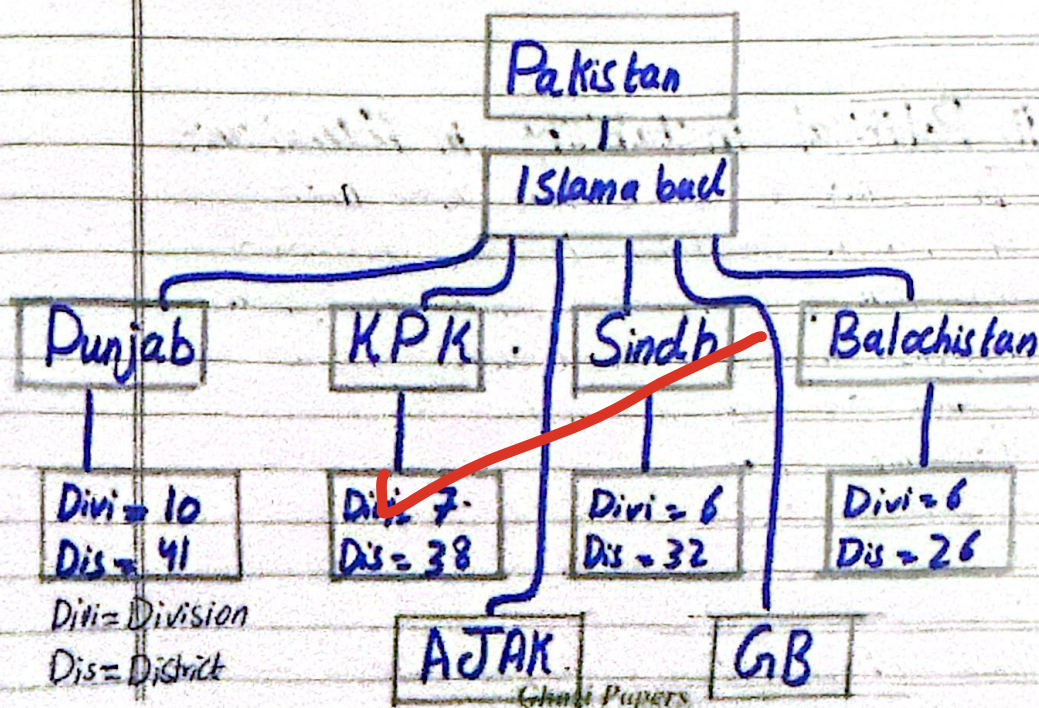 Pakistan
Islama bad
Punjab KPK Sindh Balochistan
Divi = 10 Divi = 7 Divi = 6 Divi = 6
Dis = 41 Dis = 38 Dis = 32 Dis = 26
Divi = Division
Dis = District
AJAK GB
Papers